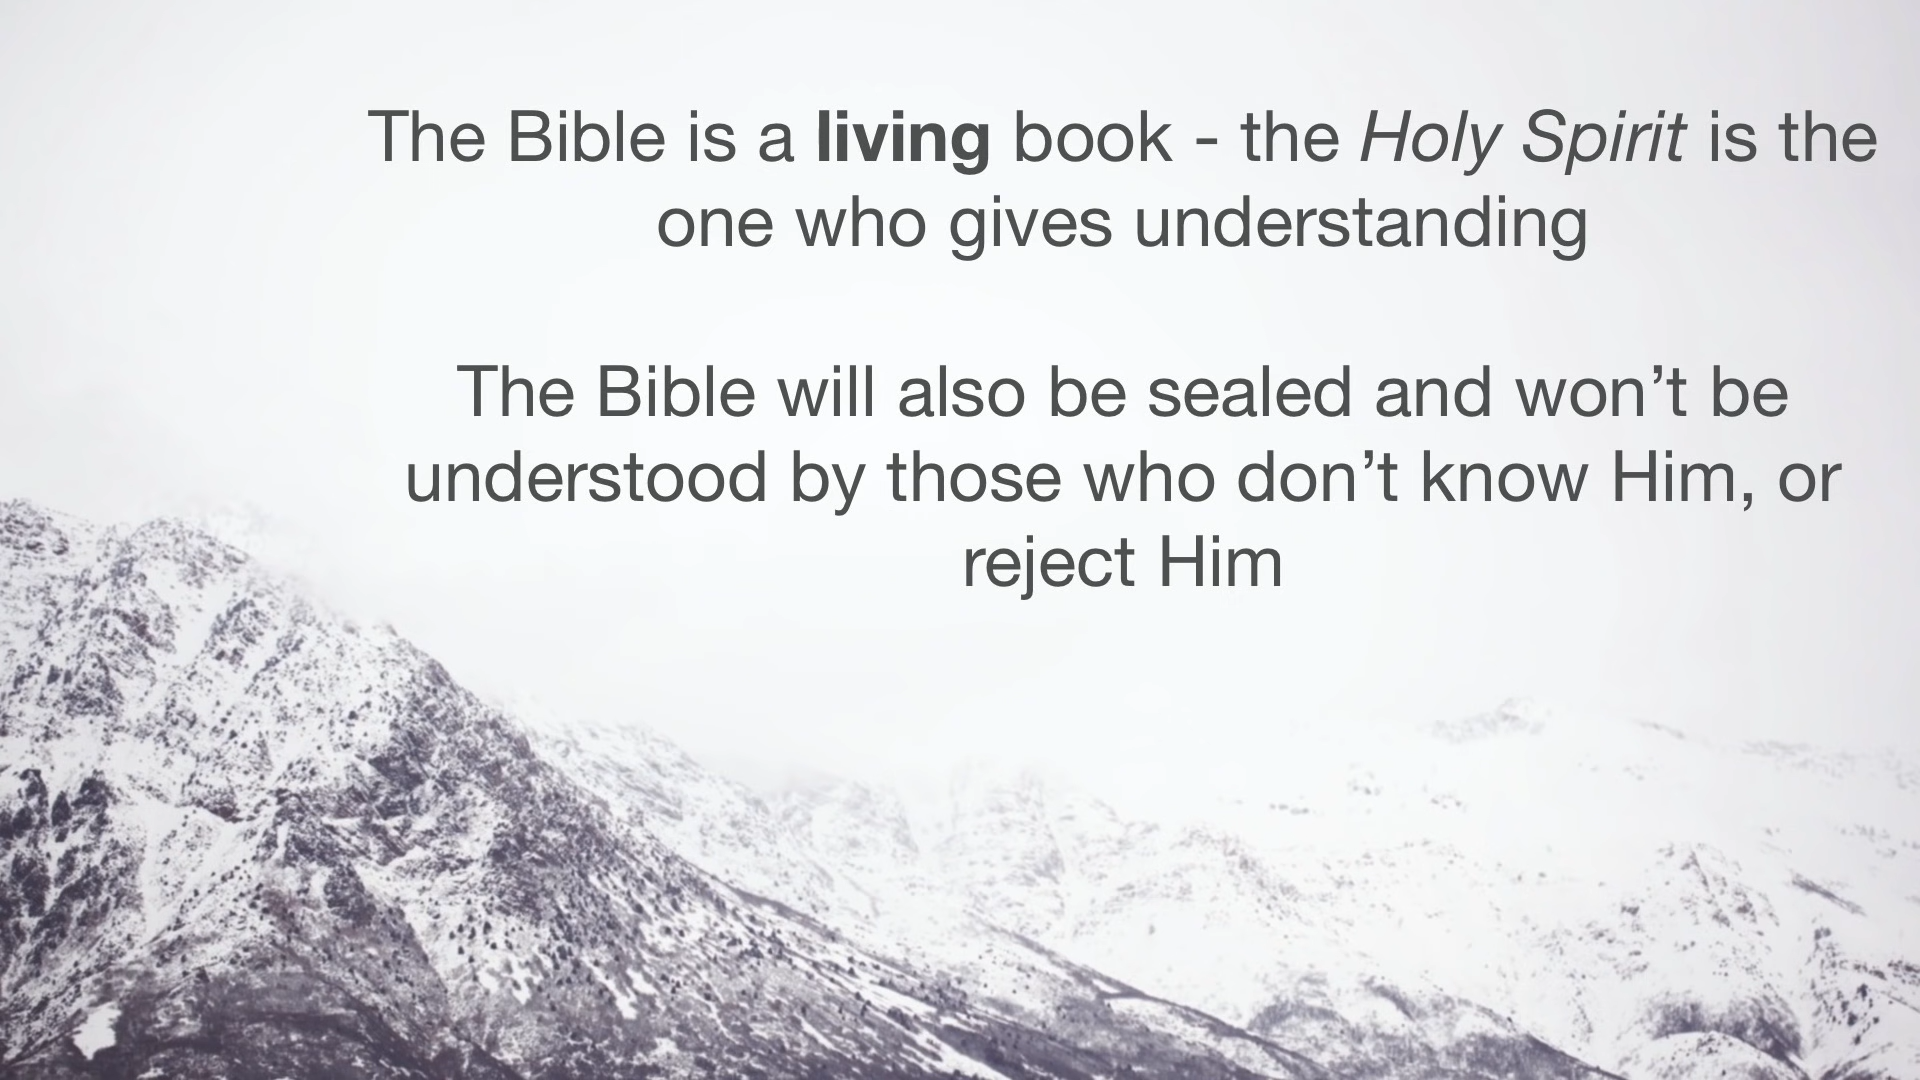 The Bible is a living book - the Holy Spirit is the
one who gives understanding
The Bible will also be sealed and won’t be
understood by those who don’t know Him, or
reject Him